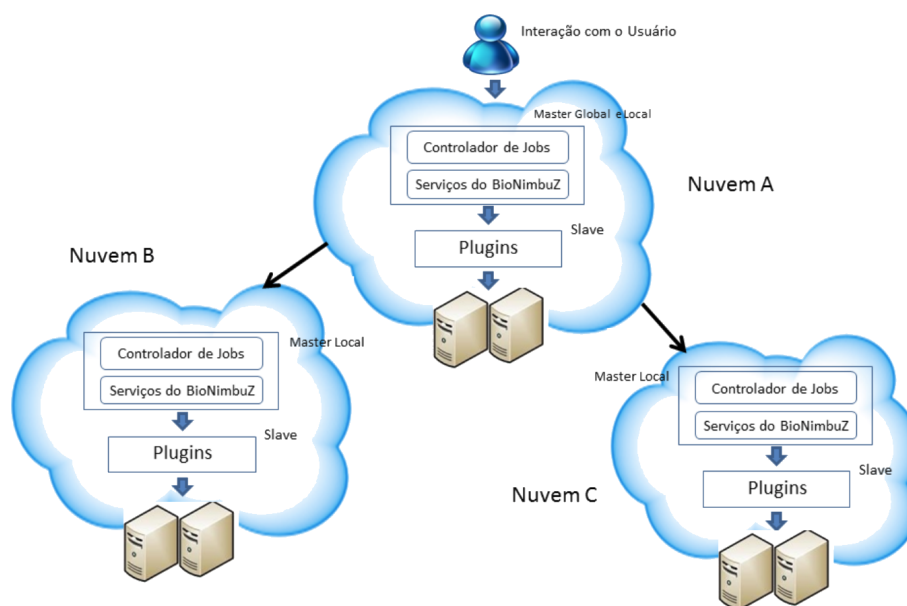 Interação com o Usuário
Master Global e Local
Controlador de Jobs
Serviços do BioNimbuZ
Nuvem A
Slave
Plugins
Nuvem B
Controlador de Jobs
Master Local
Serviços do BioNimbuZ
Slave
Plugins
Master Local
Controlador de Jobs
Serviços do BioNimbuZ
Slave
Plugins
Nuvem C